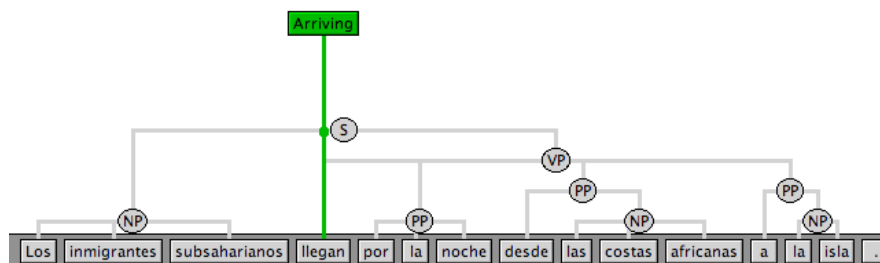 Arriving
S
VP
PP PP
NP PP NP NP
Los inmigrantes subsaharianos llegan por la noche desde las costas africanas a la isla .